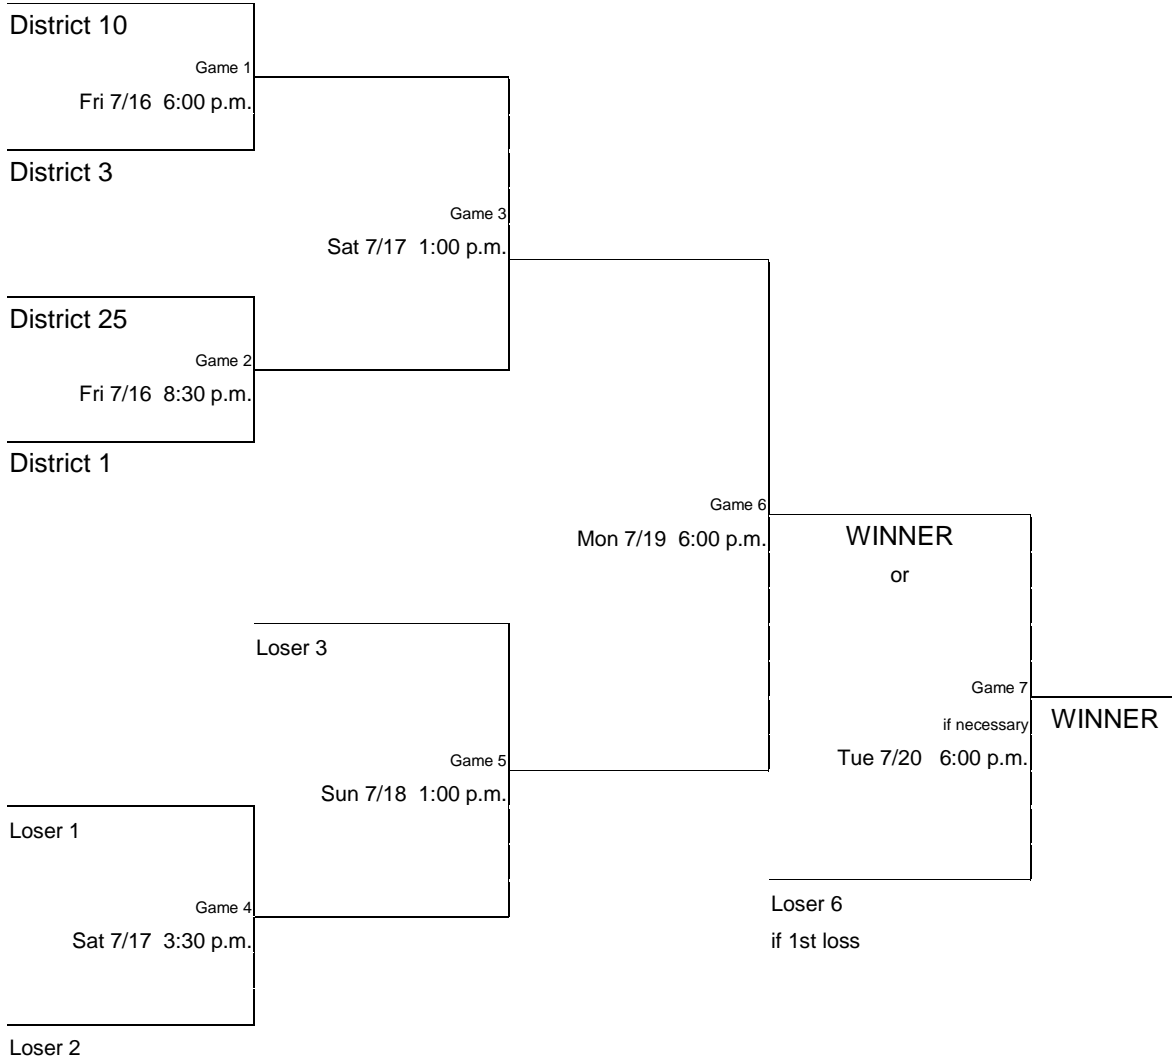 District 10
Game 1
Fri 7/16  6:00 p.m.
District 3
Game 3
Sat 7/17  1:00 p.m.
District 25
Game 2
Fri 7/16  8:30 p.m.
District 1
Game 6
Mon 7/19  6:00 p.m.
WINNER
or
Loser 3
Game 7
if necessary
WINNER
Tue 7/20   6:00 p.m.
Game 5
Sun 7/18  1:00 p.m.
Loser 1
Game 4
Sat 7/17  3:30 p.m.
Loser 6
if 1st loss
Loser 2